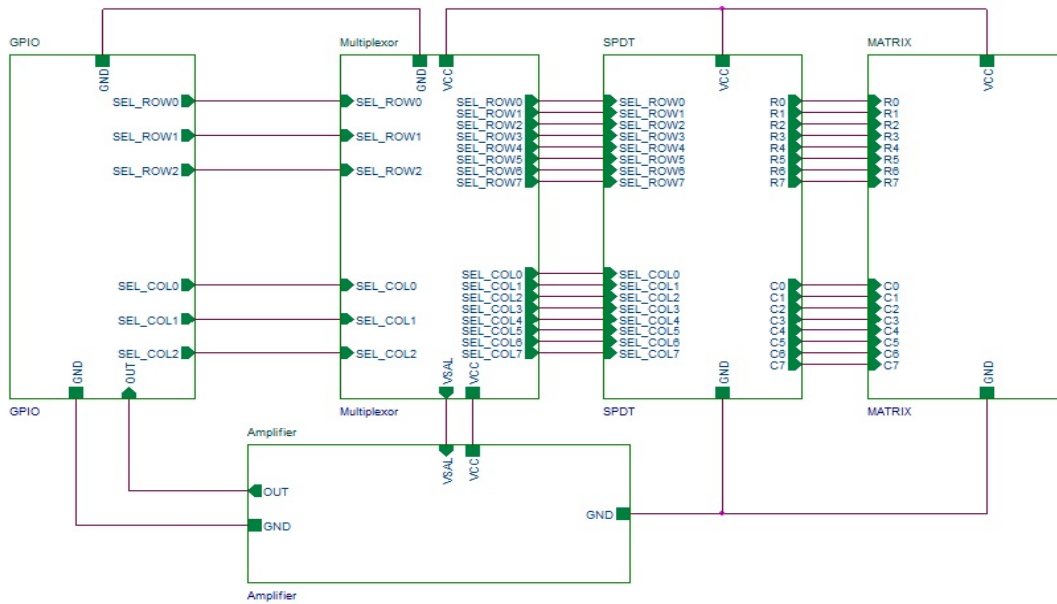 GPIO
GND
SEL_ROW0
SEL_ROW1
SEL_ROW2
SEL_COL0
SEL_COL1
SEL_COL2
GND
OUT
GPIO
Multiplexor
GND
VCC
SEL_ROW0
SEL_ROW1
SEL_ROW2
SEL_COL0
SEL_COL1
SEL_COL2
SEL_ROW0
SEL_ROW1
SEL_ROW2
SEL_ROW3
SEL_ROW4
SEL_ROW5
SEL_ROW6
SEL_ROW7
SEL_COL0
SEL_COL1
SEL_COL2
SEL_COL3
SEL_COL4
SEL_COL5
SEL_COL6
SEL_COL7
VSAL
VCC
Multiplexor
SPDT
VCC
SEL_ROW0
SEL_ROW1
SEL_ROW2
SEL_ROW3
SEL_ROW4
SEL_ROW5
SEL_ROW6
SEL_ROW7
SEL_COL0
SEL_COL1
SEL_COL2
SEL_COL3
SEL_COL4
SEL_COL5
SEL_COL6
SEL_COL7
R0
R1
R2
R3
R4
R5
R6
R7
C0
C1
C2
C3
C4
C5
C6
C7
GND
SPDT
MATRIX
VCC
R0
R1
R2
R3
R4
R5
R6
R7
C0
C1
C2
C3
C4
C5
C6
C7
GND
MATRIX
Amplifier
VSAL
VCC
OUT
GND
GND
Amplifier